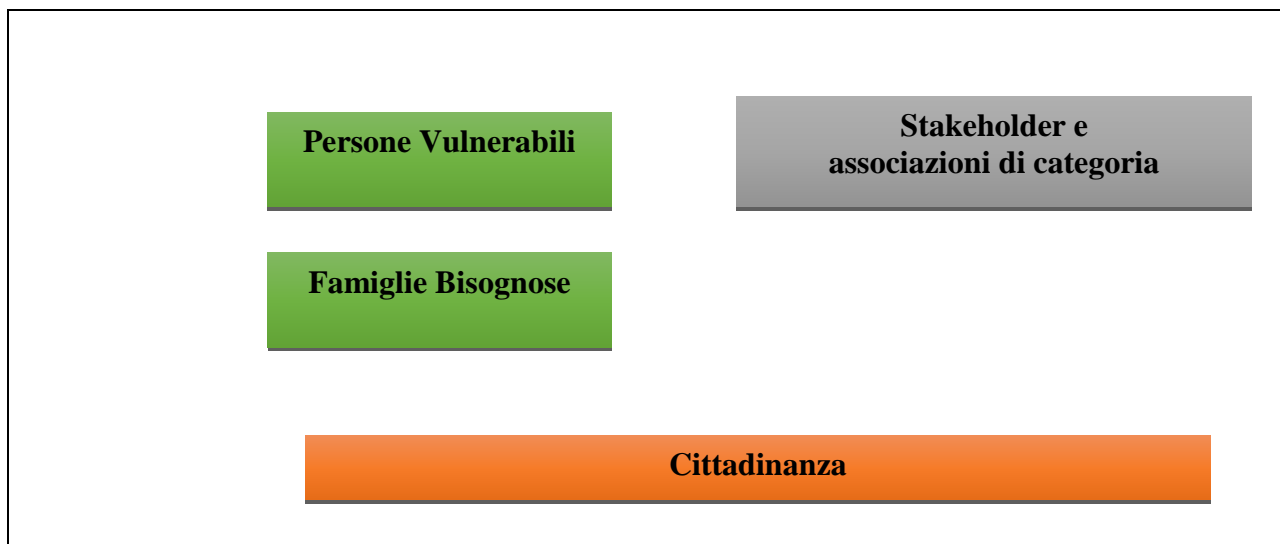 Persone Vulnerabili
Stakeholder e
associazioni di categoria
Famiglie Bisognose
Cittadinanza